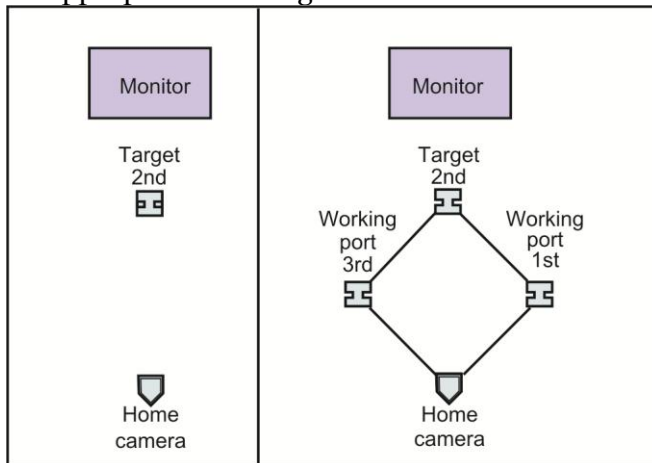 Monitor
Target
2nd
Home
camera
Monitor
Target
2nd
Working
port
3rd
Working
port
1st
Home
camera